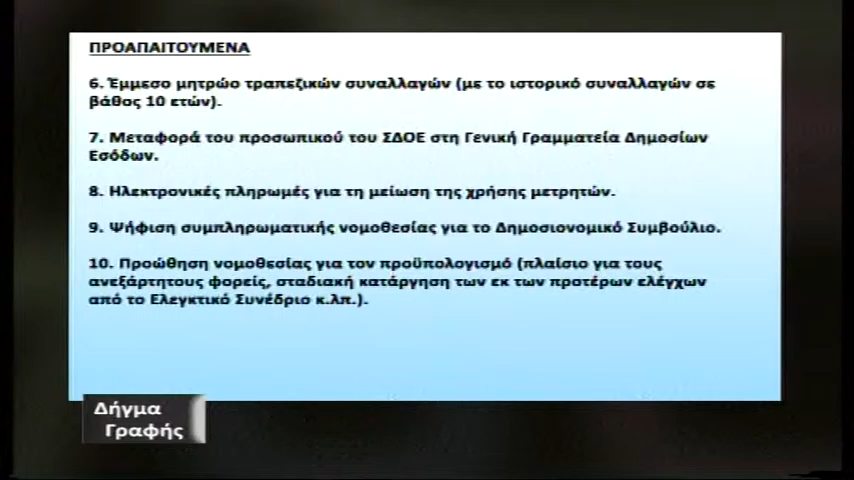 ΠΡΟΑΠΑΙΤΟΥΜΕΝΑ
6. Έμμεσο μητρώο τραπεζικών συναλλαγών (με το ιστορικό συναλλαγών σε
βάθος 10 ετών).
7. Μεταφορά του προσωπικού του ΣΔΟΕ στη Γενική Γραμματεία Δημοσίων
Εσόδων.
8. Ηλεκτρονικές πληρωμές για τη μείωση της χρήσης μετρητών.
9. Ψήφιση συμπληρωματικής νομοθεσίας για το Δημοσιονομικό Συμβούλιο.
10. Προώθηση νομοθεσίας για τον προϋπολογισμό (πλαίσιο για τους
ανεξάρτητους φορείς, σταδιακή κατάργηση των εκ των προτέρων ελέγχων
από το Ελεγκτικό Συνέδριο κ.λπ.).
Δήγμα
Γραφής